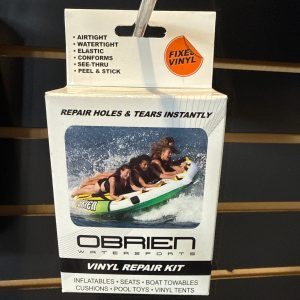 • AIRTIGHT
• WATERTIGHT
• ELASTIC
• CONFORMS
• SEE-THRU
• PEEL & STICK
FIXES
VINYL
REPAIR HOLES & TEARS INSTANTLY
OBRIEN
WATERSPORTS
VINYL REPAIR KIT
INFLATABLES • SEATS • BOAT TOWABLES
CUSHIONS • POOL TOYS • VINYL TENTS